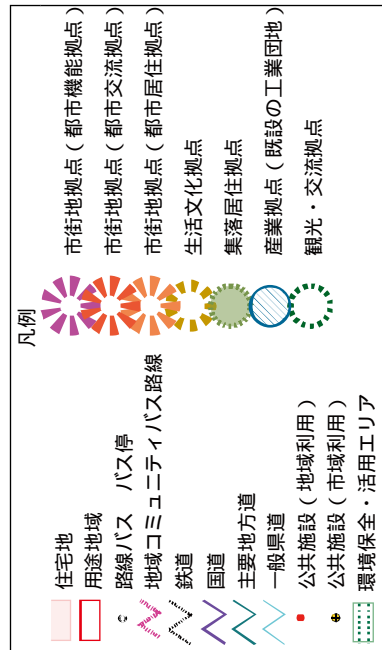 凡例
住宅地
用途地域
路線バス　バス停
地域コミュニティバス路線
鉄道
国道
主要地方道
一般県道
公共施設（地域利用）
公共施設（市域利用）
環境保全・活用エリア
市街地拠点（都市機能拠点）
市街地拠点（都市交流拠点）
市街地拠点（都市居住拠点）
生活文化拠点
集落居住拠点
産業拠点（既設の工業団地）
観光・交流拠点